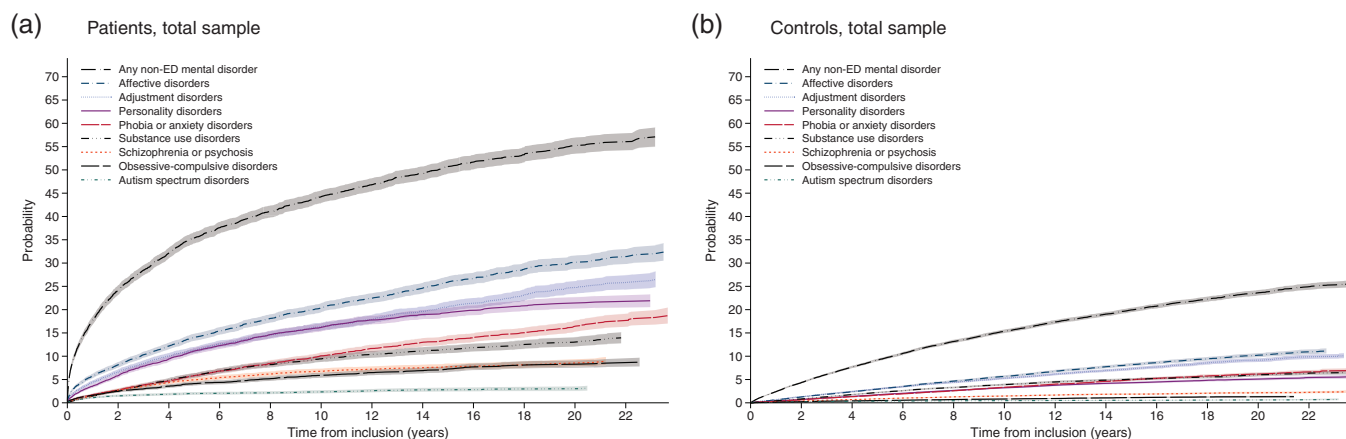 (a)
Patients, total sample
Any non-ED mental disorder
Affective disorders
Adjustment disorders
Personality disorders
Phobia or anxiety disorders
Substance use disorders
Schizophrenia or psychosis
Obsessive-compulsive disorders
Autism spectrum disorders
Probability
70
65
60
55
50
45
40
35
30
25
20
15
10
5
0
0 2 4 6 8 10 12 14 16 18 20 22
Time from inclusion (years)
(b)
Controls, total sample
Any non-ED mental disorder
Affective disorders
Adjustment disorders
Personality disorders
Phobia or anxiety disorders
Substance use disorders
Schizophrenia or psychosis
Obsessive-compulsive disorders
Autism spectrum disorders
Probability
70
65
60
55
50
45
40
35
30
25
20
15
10
5
0
0 2 4 6 8 10 12 14 16 18 20 22
Time from inclusion (years)